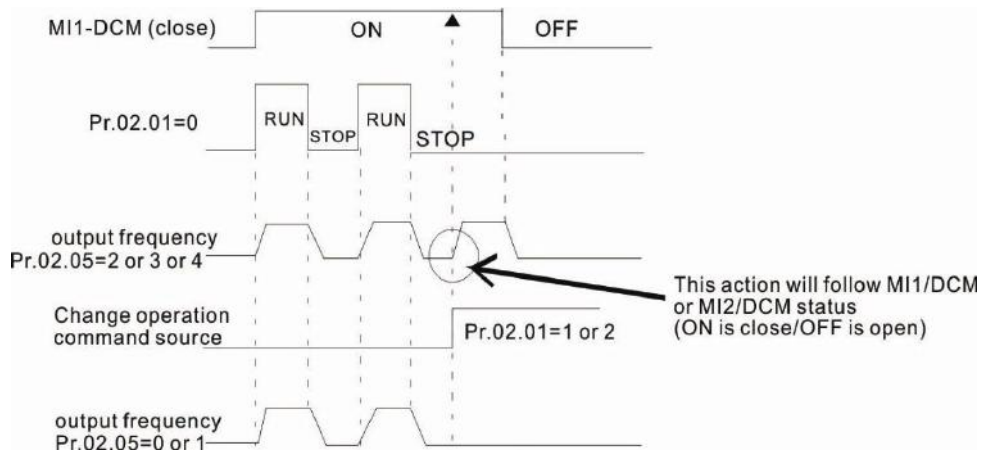 MI1-DCM (close)
ON
OFF
Pr.02.01=0
RUN
STOP
RUN
STOP
output frequency
Pr.02.05=2 or 3 or 4
This action will follow MI1/DCM
or MI2/DCM status
(ON is close/OFF is open)
Change operation
command source
Pr.02.01=1 or 2
output frequency
Pr.02.05=0 or 1